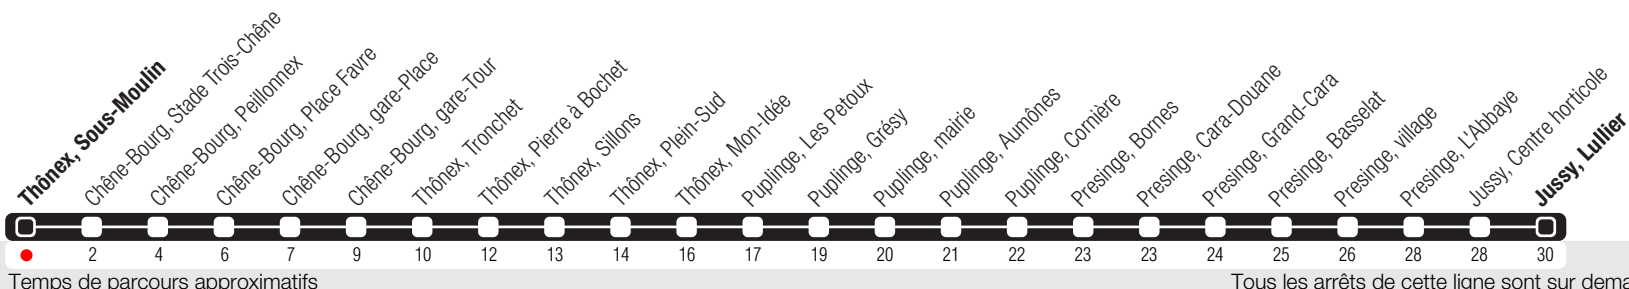 Thônex, Sous-Moulin
Chêne-Bourg, Stade Trois-Chêne
Chêne-Bourg, Peillonnex
Chêne-Bourg, Place Favre
Chêne-Bourg, gare-Place
Chêne-Bourg, gare-Tour
Thônex, Tronchet
Thônex, Pierre à Bochet
Thônex, Sillons
Thônex, Plein-Sud
Thônex, Mon-Idée
Puplinge, Les Petoux
Puplinge, Grésy
Puplinge, mairie
Puplinge, Aumônes
Puplinge, Cornière
Presinge, Bornes
Presinge, Cara-Douane
Presinge, Grand-Cara
Presinge, Basselat
Presinge, village
Presinge, L'Abbaye
Jussy, Centre horticole
Jussy, Lullier
2 4 6 7 9 10 12 13 14 16 17 19 20 21 22 23 23 24 25 26 28 28 30
Temps de parcours approximatifs
Tous les arrêts de cette ligne sont sur dema